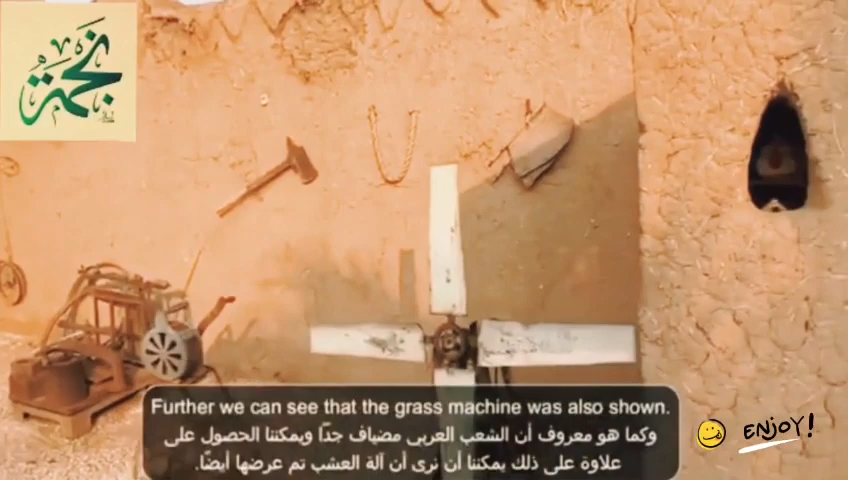 نجمة
Further we can see that the grass machine was also shown.
وكما هو معروف أن الشعب العربي مضياف جدًا ويمكننا الحصول على
علاوة على ذلك يمكننا أن نرى أن آلة العشب تم عرضها أيضًا.
ENJOY!